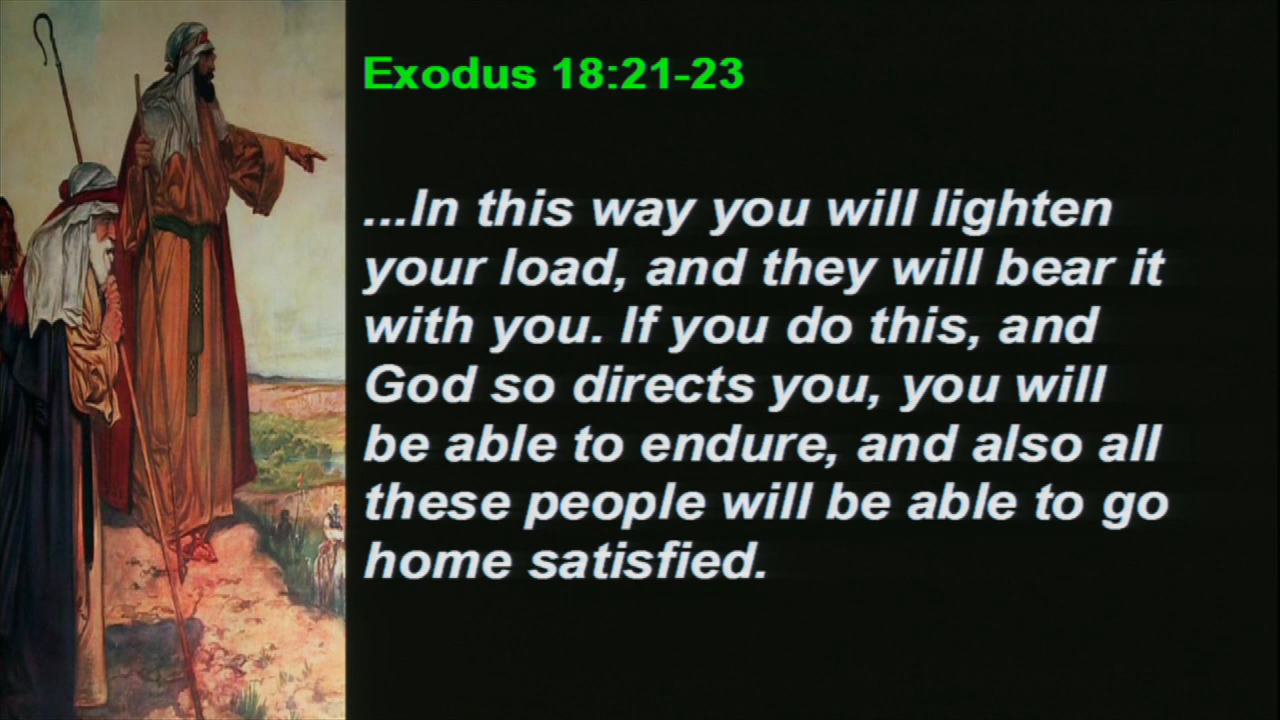 Exodus 18:21-23
...In this way you will lighten
your load, and they will bear it
with you. If you do this, and
God so directs you, you will
be able to endure, and also all
these people will be able to go
home satisfied.